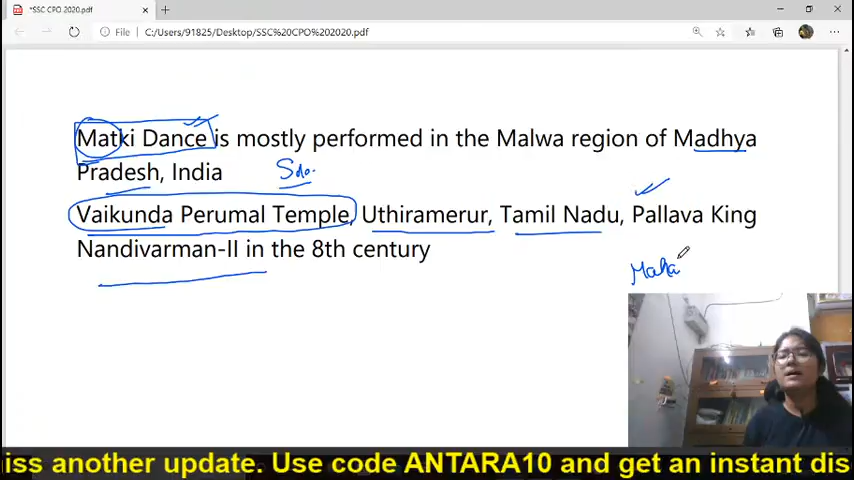 *SSC CPO 2020.pdf
File
C:/Users/91825/Desktop/SSC%20CPO%202020.pdf
Matki Dance is mostly performed in the Malwa region of Madhya
Pradesh, India
Vaikunda Perumal Temple, Uthiramerur, Tamil Nadu, Pallava King
Nandivarman-II in the 8th century
Maha
iss another update. Use code ANTARA10 and get an instant dis